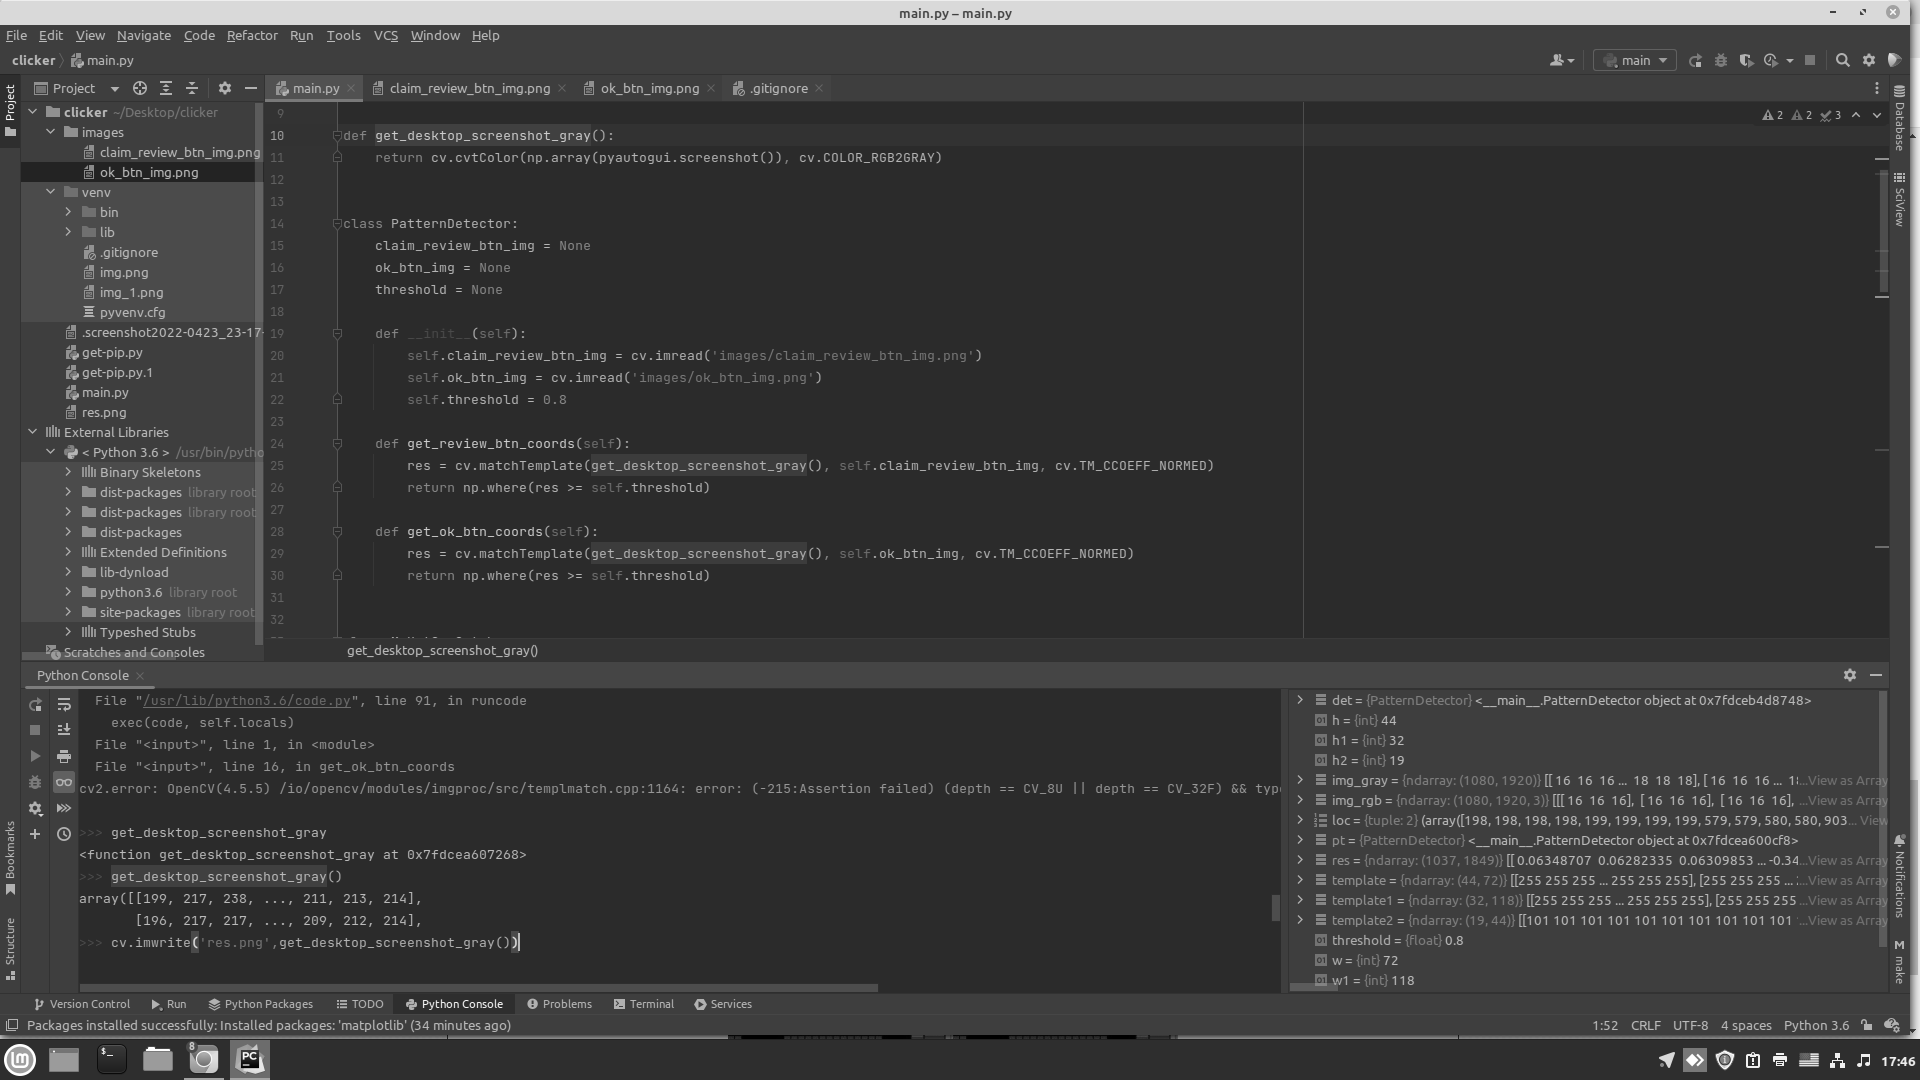 main.py – main.py
File Edit View Navigate Code Refactor Run Tools VCS Window Help
clicker main.py
main
Project
Project
main.py
claim_review_btn_img.png
ok_btn_img.png
.gitignore
clicker ~/Desktop/clicker
images
claim_review_btn_img.png
ok_btn_img.png
venv
bin
lib
.gitignore
img.png
img_1.png
pyvenv.cfg
.screenshot2022-0423_23-17-
get-pip.py
get-pip.py.1
main.py
res.png
External Libraries
< Python 3.6 > /usr/bin/pytho
Binary Skeletons
dist-packages library root
dist-packages library root
dist-packages
Extended Definitions
lib-dynload
python3.6 library root
site-packages library root
Typeshed Stubs
Scratches and Consoles
2 2 3
9
10 def get_desktop_screenshot_gray():
11 return cv.cvtColor(np.array(pyautogui.screenshot()), cv.COLOR_RGB2GRAY)
12
13
14 class PatternDetector:
15 claim_review_btn_img = None
16 ok_btn_img = None
17 threshold = None
18
19 def __init__(self):
20 self.claim_review_btn_img = cv.imread('images/claim_review_btn_img.png')
21 self.ok_btn_img = cv.imread('images/ok_btn_img.png')
22 self.threshold = 0.8
23
24 def get_review_btn_coords(self):
25 res = cv.matchTemplate(get_desktop_screenshot_gray(), self.claim_review_btn_img, cv.TM_CCOEFF_NORMED)
26 return np.where(res >= self.threshold)
27
28 def get_ok_btn_coords(self):
29 res = cv.matchTemplate(get_desktop_screenshot_gray(), self.ok_btn_img, cv.TM_CCOEFF_NORMED)
30 return np.where(res >= self.threshold)
31
32
get_desktop_screenshot_gray()
Database
SciView
Notifications
make
Bookmarks
Structure
Python Console
File "/usr/lib/python3.6/code.py", line 91, in runcode
exec(code, self.locals)
File "<input>", line 1, in <module>
File "<input>", line 16, in get_ok_btn_coords
cv2.error: OpenCV(4.5.5) /io/opencv/modules/imgproc/src/templmatch.cpp:1164: error: (-215:Assertion failed) (depth == CV_8U || depth == CV_32F) && type
>>> get_desktop_screenshot_gray
<function get_desktop_screenshot_gray at 0x7fdcea607268>
>>> get_desktop_screenshot_gray()
array([[199, 217, 238, ..., 211, 213, 214],
[196, 217, 217, ..., 209, 212, 214],
>>> cv.imwrite('res.png',get_desktop_screenshot_gray())
det = {PatternDetector} <__main__.PatternDetector object at 0x7fdceb4d8748>
h = {int} 44
h1 = {int} 32
h2 = {int} 19
img_gray = {ndarray: (1080, 1920)} [[ 16 16 16 ... 18 18 18], [ 16 16 16 ... 18 ...View as Array
img_rgb = {ndarray: (1080, 1920, 3)} [[[ 16 16 16], [ 16 16 16], [ 16 16 16], ...View as Array
loc = {tuple: 2} (array([198, 198, 198, 198, 199, 199, 199, 199, 579, 579, 580, 580, 903... View
pt = {PatternDetector} <__main__.PatternDetector object at 0x7fdcea600cf8>
res = {ndarray: (1037, 1849)} [[ 0.06348707 0.06282335 0.06309853 ... -0.34 ...View as Array
template = {ndarray: (44, 72)} [[255 255 255 ... 255 255 255], [255 255 255 ... ...View as Array
template1 = {ndarray: (32, 118)} [[255 255 255 ... 255 255 255], [255 255 255 ...View as Array
template2 = {ndarray: (19, 44)} [[101 101 101 101 101 101 101 101 101 101 ...View as Array
threshold = {float} 0.8
w = {int} 72
w1 = {int} 118
Version Control Run Python Packages TODO Python Console Problems Terminal Services
Packages installed successfully: Installed packages: 'matplotlib' (34 minutes ago)
1:52 CRLF UTF-8 4 spaces Python 3.6
8
PC
17:46